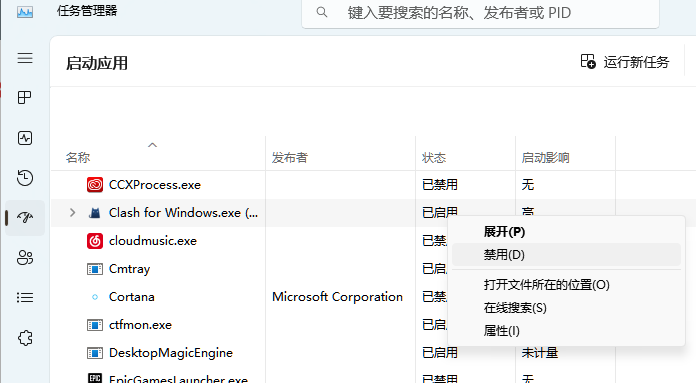 任务管理器
键入要搜索的名称、发布者或 PID
启动应用
运行新任务
名称 发布者 状态 启动影响
CCXProcess.exe 已禁用 无
Clash for Windows.exe (... 已启用 高
cloudmusic.exe 已禁
展开(P)
Cmtray 已启
禁用(D)
Cortana Microsoft Corporation 已禁
打开文件所在的位置(O)
ctfmon.exe 已启
在线搜索(S)
属性(I)
DesktopMagicEngine 已启用 未计量
EPIC EpicGamesLauncher.exe